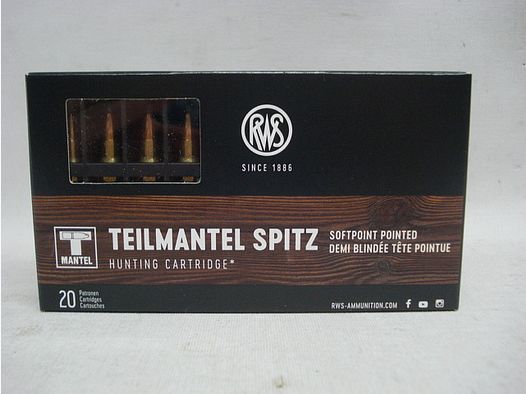 RWS
SINCE 1886
T
MANTEL
TEILMANTEL SPITZ
HUNTING CARTRIDGE*
SOFTPOINT POINTED
DEMI BLINDÉE TÊTE POINTUE
20 Patronen
Cartridges
Cartouches
RWS-AMMUNITION.COM